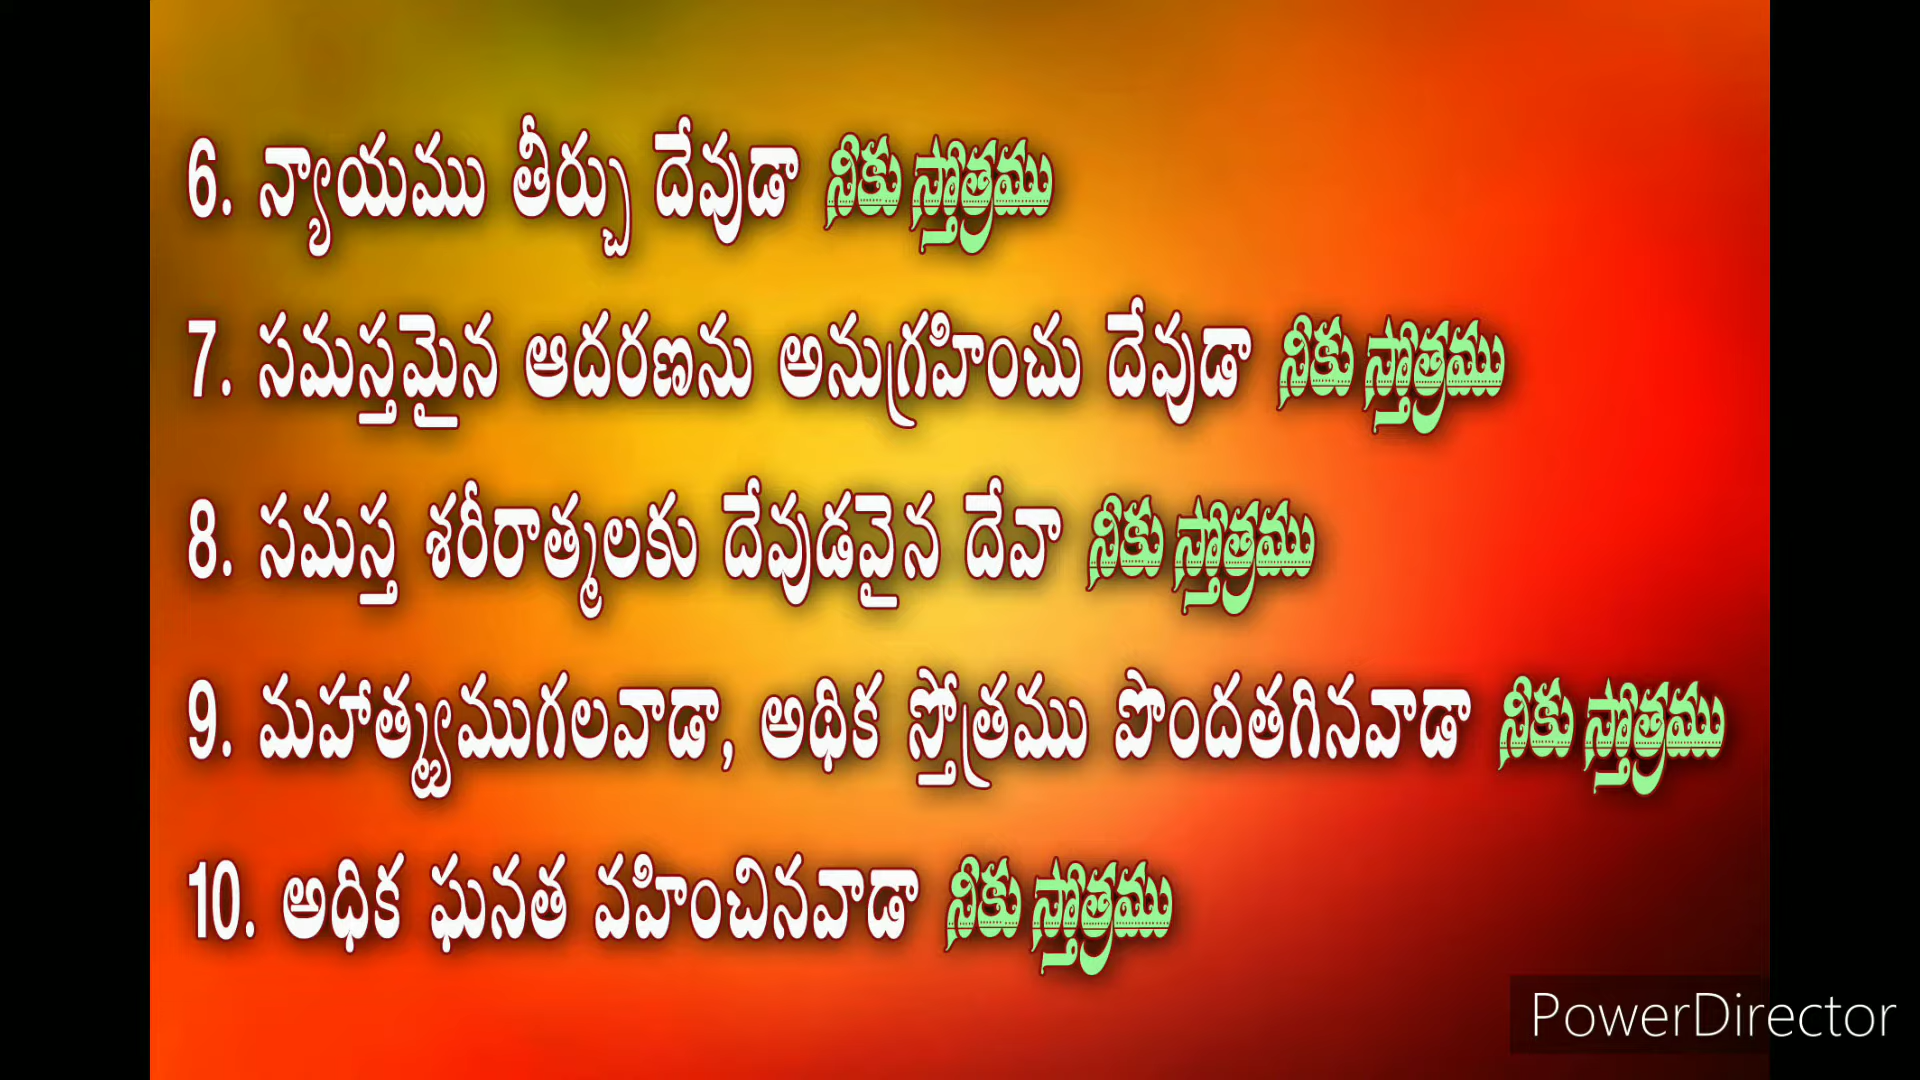 6. న్యాయము తీర్చు దేవుడా నీకు స్తోత్రము
7. సమస్తమైన ఆదరణను అనుగ్రహించు దేవుడా నీకు స్తోత్రము
8. సమస్త శరీరాత్మలకు దేవుడవైన దేవా నీకు స్తోత్రము
9. మహాత్మ్యముగలవాడా, అధిక స్తోత్రము పొందతగినవాడా నీకు స్తోత్రము
10. అధిక ఘనత వహించినవాడా నీకు స్తోత్రము
PowerDirector